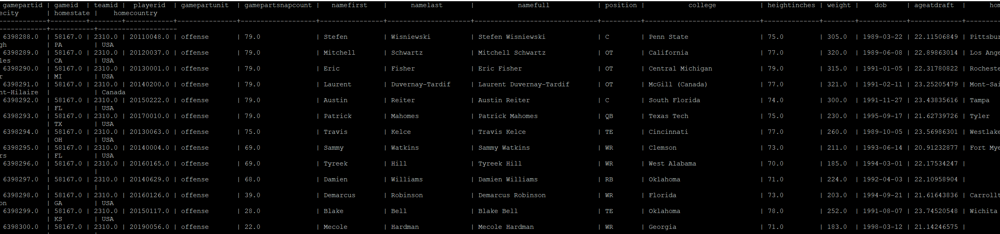 gamepartid | gameid | teamid | playerid | gamepartunit | gamepartsnapcount | namefirst | namelast | namefull | position | college | heightinches | weight | dob | ageatdraft | hom
ecity | homestate | homecountry
------------+---------+--------+------------+---------------+-------------------+----------------+---------------------+-------------------------------+----------+-----------------------------+--------------+--------+------------+-------------+---------
------------+-----------+--------------------
6398288.0 | 58167.0 | 2310.0 | 20110048.0 | offense | 79.0 | Stefen | Wisniewski | Stefen Wisniewski | C | Penn State | 75.0 | 305.0 | 1989-03-22 | 22.11506849 | Pittsbur
gh | PA | USA
6398289.0 | 58167.0 | 2310.0 | 20120037.0 | offense | 79.0 | Mitchell | Schwartz | Mitchell Schwartz | OT | California | 77.0 | 320.0 | 1989-06-08 | 22.89863014 | Los Ange
les | CA | USA
6398290.0 | 58167.0 | 2310.0 | 20130001.0 | offense | 79.0 | Eric | Fisher | Eric Fisher | OT | Central Michigan | 79.0 | 315.0 | 1991-01-05 | 22.31780822 | Rocheste
r | MI | USA
6398291.0 | 58167.0 | 2310.0 | 20140200.0 | offense | 79.0 | Laurent | Duvernay-Tardif | Laurent Duvernay-Tardif | OT | McGill (Canada) | 77.0 | 321.0 | 1991-02-11 | 23.25205479 | Mont-Sai
nt-Hilaire | | Canada
6398292.0 | 58167.0 | 2310.0 | 20150222.0 | offense | 79.0 | Austin | Reiter | Austin Reiter | C | South Florida | 74.0 | 300.0 | 1991-11-27 | 23.43835616 | Tampa
| FL | USA
6398293.0 | 58167.0 | 2310.0 | 20170010.0 | offense | 79.0 | Patrick | Mahomes | Patrick Mahomes | QB | Texas Tech | 75.0 | 230.0 | 1995-09-17 | 21.62739726 | Tyler
| TX | USA
6398294.0 | 58167.0 | 2310.0 | 20130063.0 | offense | 75.0 | Travis | Kelce | Travis Kelce | TE | Cincinnati | 77.0 | 260.0 | 1989-10-05 | 23.56986301 | Westlake
| OH | USA
6398295.0 | 58167.0 | 2310.0 | 20140004.0 | offense | 69.0 | Sammy | Watkins | Sammy Watkins | WR | Clemson | 73.0 | 211.0 | 1993-06-14 | 20.91232877 | Fort Mye
rs | FL | USA
6398296.0 | 58167.0 | 2310.0 | 20160165.0 | offense | 69.0 | Tyreek | Hill | Tyreek Hill | WR | West Alabama | 70.0 | 185.0 | 1994-03-01 | 22.17534247 |
| |
6398297.0 | 58167.0 | 2310.0 | 20140629.0 | offense | 68.0 | Damien | Williams | Damien Williams | RB | Oklahoma | 71.0 | 224.0 | 1992-04-03 | 22.10958904 |
| |
6398298.0 | 58167.0 | 2310.0 | 20160126.0 | offense | 39.0 | Demarcus | Robinson | Demarcus Robinson | WR | Florida | 73.0 | 203.0 | 1994-09-21 | 21.61643836 | Carrollt
on | GA | USA
6398299.0 | 58167.0 | 2310.0 | 20150117.0 | offense | 28.0 | Blake | Bell | Blake Bell | TE | Oklahoma | 78.0 | 252.0 | 1991-08-07 | 23.74520548 | Wichita
| KS | USA
6398300.0 | 58167.0 | 2310.0 | 20190056.0 | offense | 22.0 | Mecole | Hardman | Mecole Hardman | WR | Georgia | 71.0 | 183.0 | 1998-03-12 | 21.14246575 |
| |